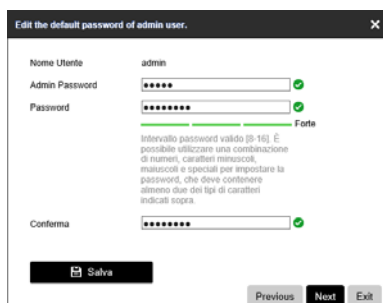 Edit the default password of admin user.
Nome Utente admin
Admin Password •••••
Password ••••••••
Forte
Intervallo password valido [8-16]. È
possibile utilizzare una combinazione
di numeri, caratteri minuscoli,
maiuscoli e speciali per impostare la
password, che deve contenere
almeno due dei tipi di caratteri
indicati sopra.
Conferma ••••••••
Salva
Previous Next Exit